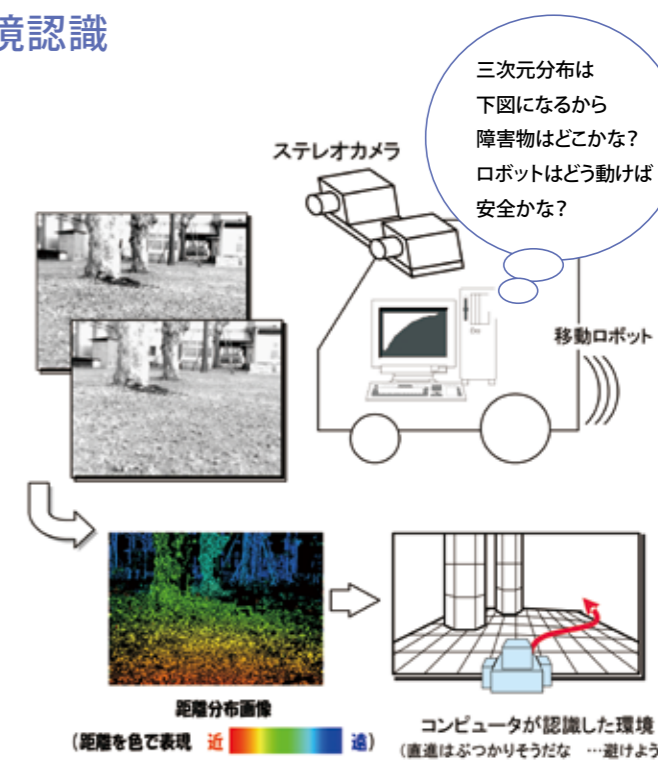 境認識
三次元分布は
下図になるから
障害物はどこかな?
ロボットはどう動けば
安全かな?
ステレオカメラ
移動ロボット
距離分布画像
(距離を色で表現 近 遠)
コンピュータが認識した環境
(直進はぶつかりそうだな …避けよう